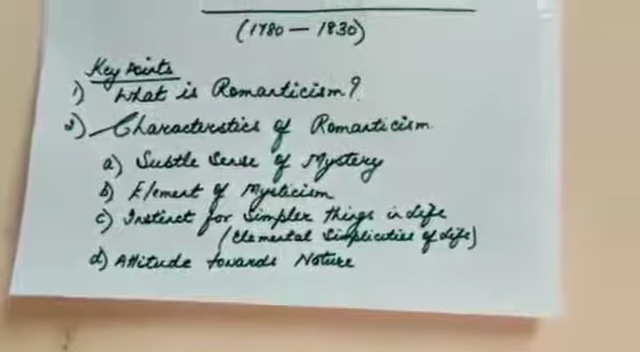 (1780 – 1830)
Key Points
1) What is Romanticism?
2) Characterstics of Romanticism
a) Subtle Sense of Mystery
b) Element of Mysticism
c) Instinct for Simpler things in life
(Elemental Simplicities of life)
d) Attitude towards Nature